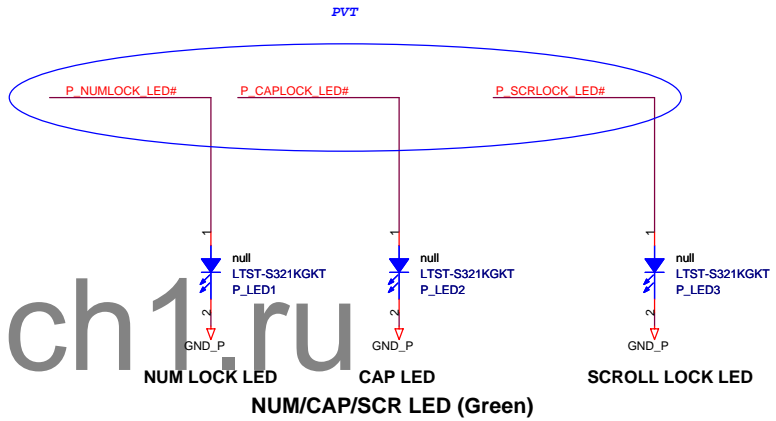 PVT
P_NUMLOCK_LED# P_CAPLOCK_LED# P_SCRLOCK_LED#
1 1 1
null null null
LTST-S321KGKT LTST-S321KGKT LTST-S321KGKT
P_LED1 P_LED2 P_LED3
2 2 2
ch1.ru
GND_P GND_P GND_P
NUM LOCK LED CAP LED SCROLL LOCK LED
NUM/CAP/SCR LED (Green)